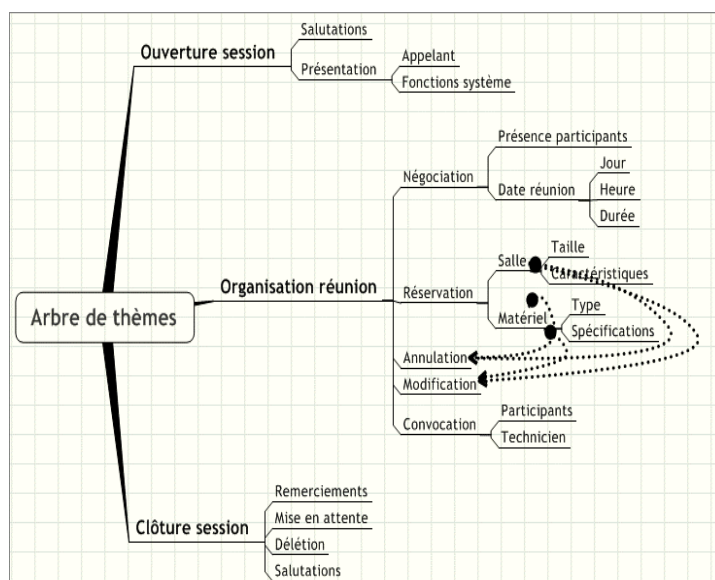 Arbre de thèmes
Ouverture session
Salutations
Présentation
Appelant
Fonctions système
Organisation réunion
Négociation
Présence participants
Date réunion
Jour
Heure
Durée
Réservation
Salle
Taille
Caractéristiques
Matériel
Type
Spécifications
Annulation
Modification
Convocation
Participants
Technicien
Clôture session
Remerciements
Mise en attente
Délétion
Salutations